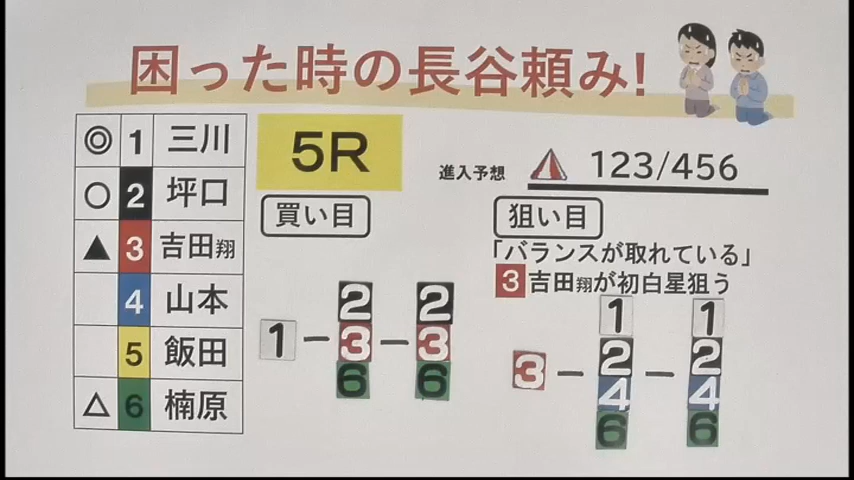 困った時の長谷頼み!
◎ 1 三川
○ 2 坪口
▲ 3 吉田翔
4 山本
5 飯田
△ 6 楠原
5R
進入予想 123/456
買い目
1 - 2 3 6 - 2 3 6
狙い目
「バランスが取れている」
3 吉田翔が初白星狙う
3 - 1 2 4 6 - 1 2 4 6